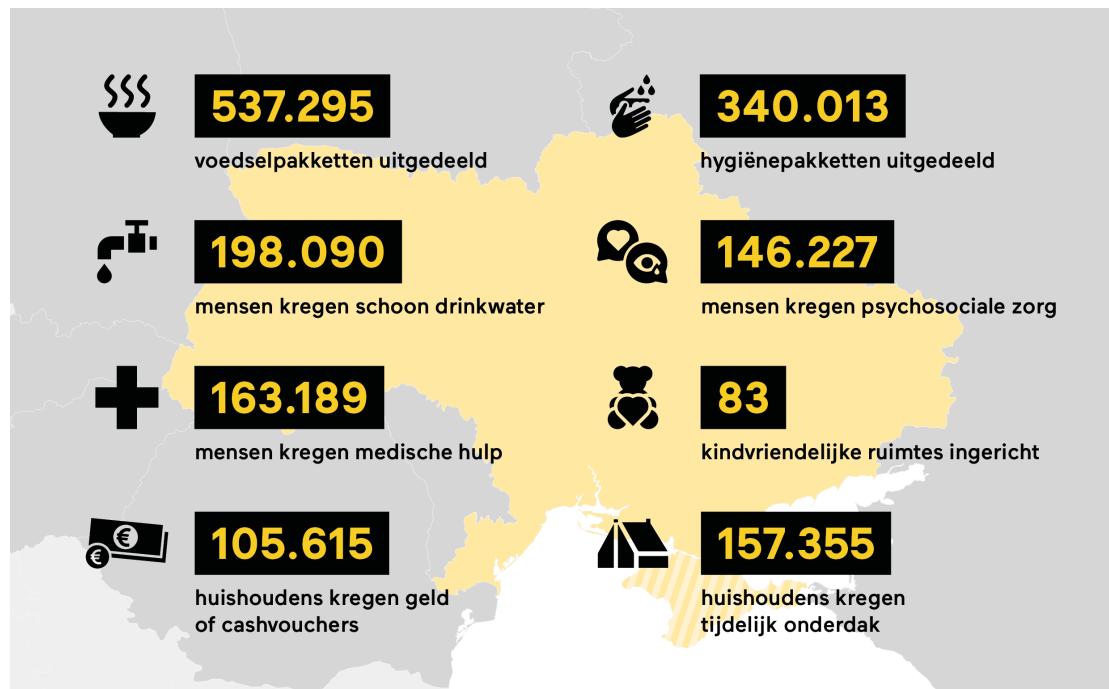 537.295
voedselpakketten uitgedeeld
340.013
hygiënepakketten uitgedeeld
198.090
mensen kregen schoon drinkwater
146.227
mensen kregen psychosociale zorg
163.189
mensen kregen medische hulp
83
kindvriendelijke ruimtes ingericht
€
€
105.615
huishoudens kregen geld
of cashvouchers
157.355
huishoudens kregen
tijdelijk onderdak